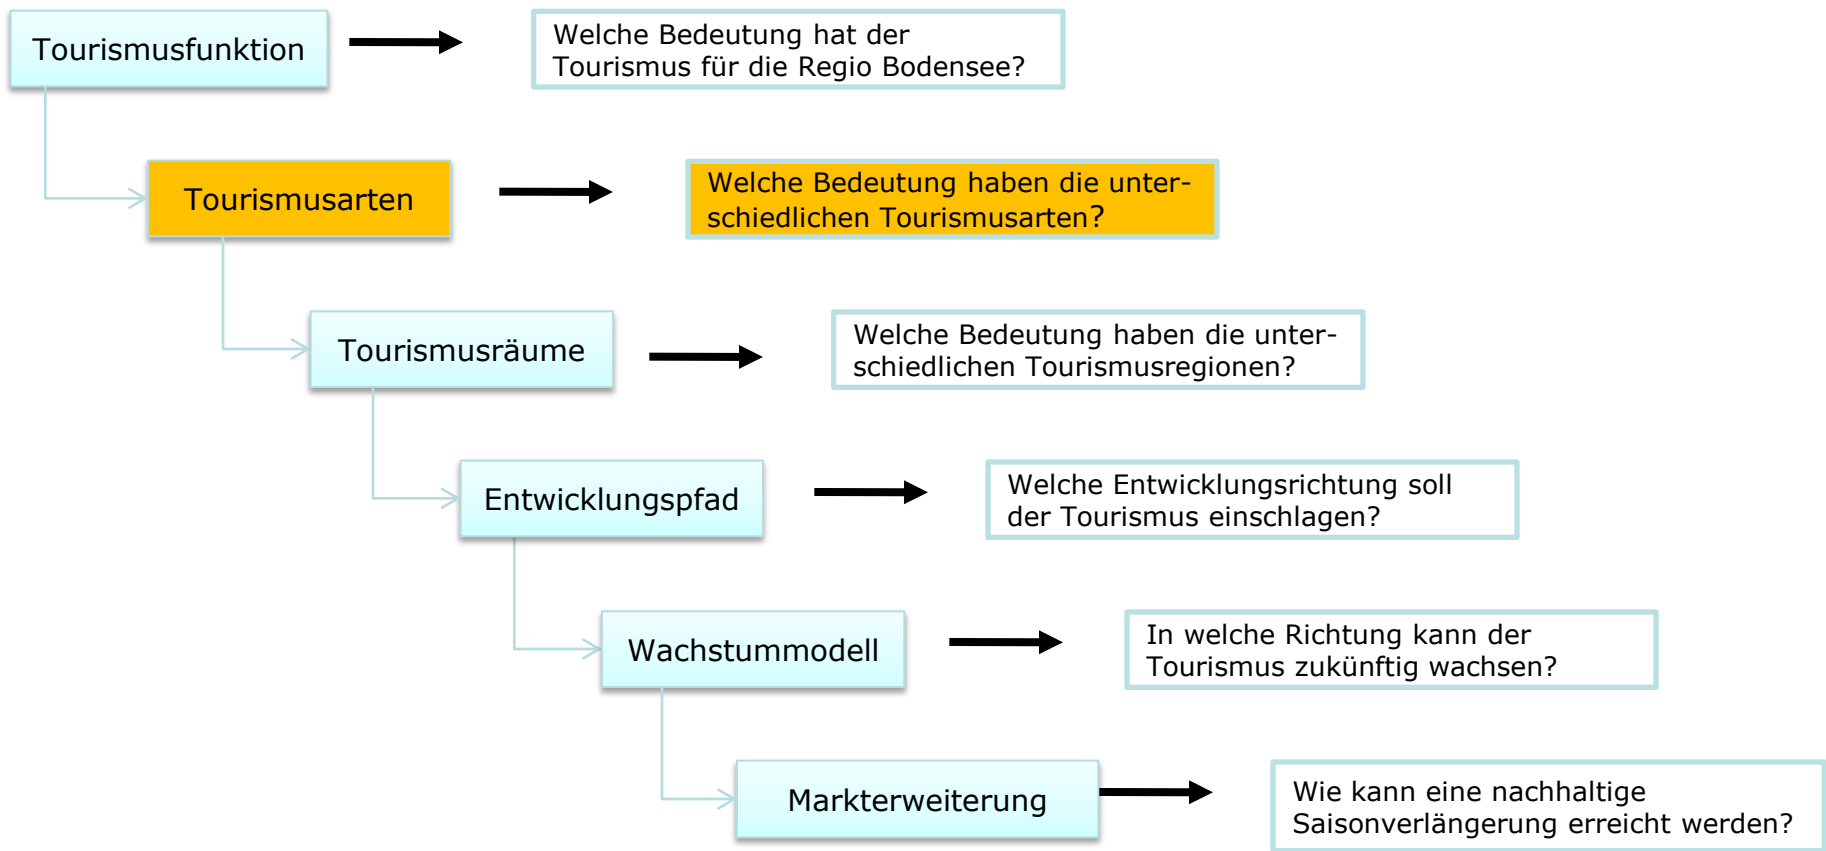 Tourismusfunktion
Welche Bedeutung hat der
Tourismus für die Regio Bodensee?
Tourismusarten
Welche Bedeutung haben die unter-
schiedlichen Tourismusarten?
Tourismusräume
Welche Bedeutung haben die unter-
schiedlichen Tourismusregionen?
Entwicklungspfad
Welche Entwicklungsrichtung soll
der Tourismus einschlagen?
Wachstummodell
In welche Richtung kann der
Tourismus zukünftig wachsen?
Markterweiterung
Wie kann eine nachhaltige
Saisonverlängerung erreicht werden?